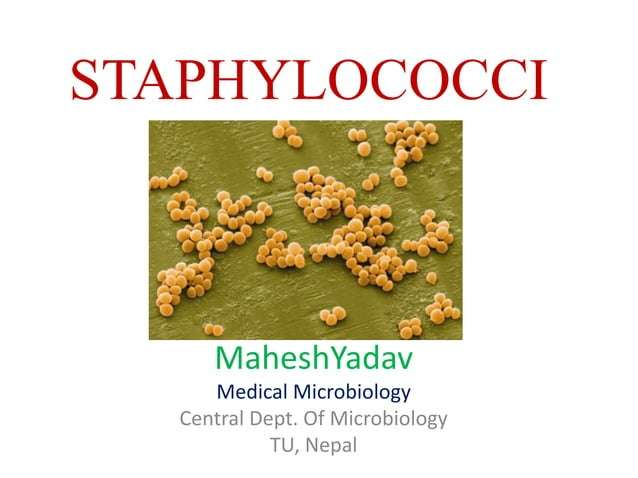 STAPHYLOCOCCI
MaheshYadav
Medical Microbiology
Central Dept. Of Microbiology
TU, Nepal